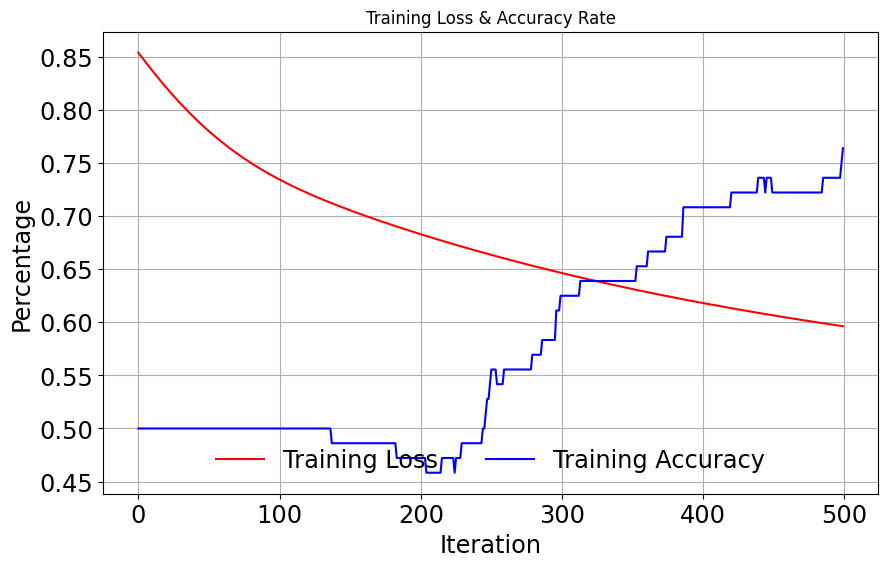 Training Loss & Accuracy Rate
0.85
0.80
0.75
0.70
0.65
0.60
0.55
0.50
0.45
Percentage
Training Loss
Training Accuracy
0 100 200 300 400 500
Iteration